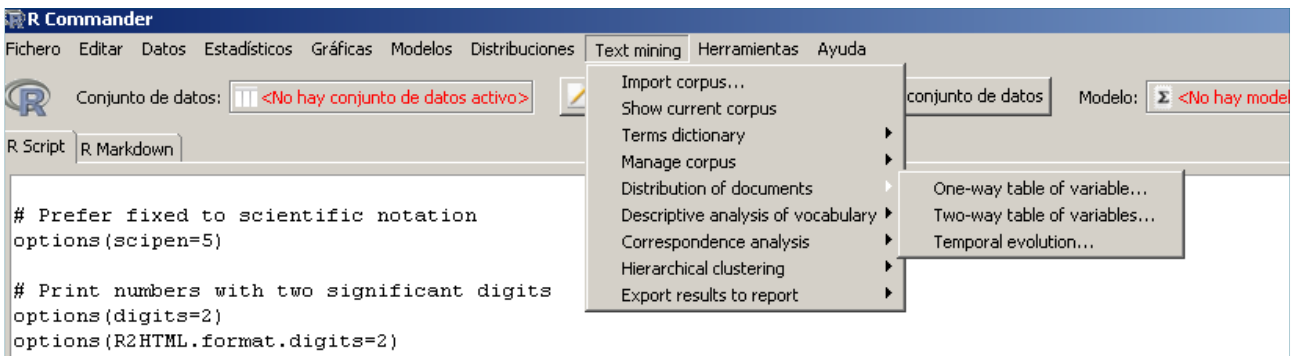 R Commander
Fichero Editar Datos Estadísticos Gráficas Modelos Distribuciones Text mining Herramientas Ayuda
Conjunto de datos: <No hay conjunto de datos activo> conjunto de datos Modelo: Σ <No hay model
R Script R Markdown
Import corpus...
Show current corpus
Terms dictionary
Manage corpus
Distribution of documents
Descriptive analysis of vocabulary
Correspondence analysis
Hierarchical clustering
Export results to report
One-way table of variable...
Two-way table of variables...
Temporal evolution...
# Prefer fixed to scientific notation
options(scipen=5)
# Print numbers with two significant digits
options(digits=2)
options(R2HTML.format.digits=2)